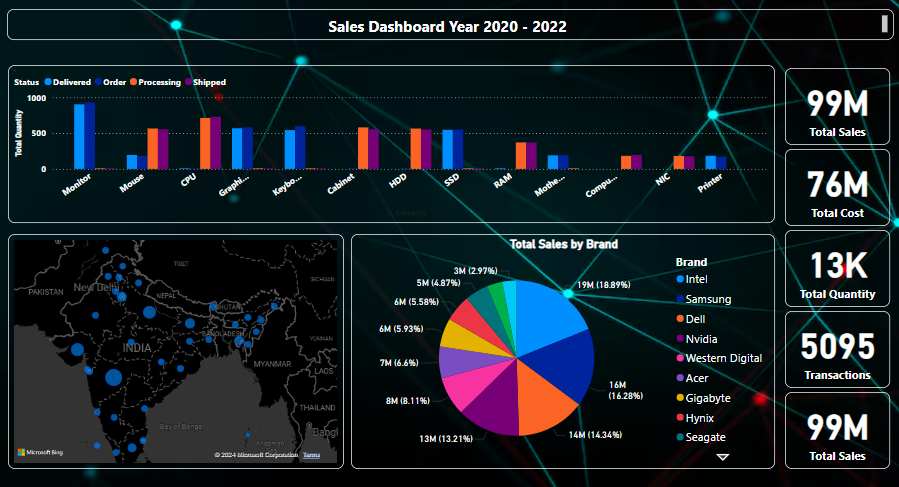 Sales Dashboard Year 2020 - 2022
Status Delivered Order Processing Shipped
1000
500
0
Total Quantity
Monitor
Mouse
CPU
Graphi...
Keybo...
Cabinet
HDD
SSD
RAM
Mothe...
Compu...
NIC
Printer
99M
Total Sales
76M
Total Cost
13K
Total Quantity
5095
Transactions
99M
Total Sales
TIBET
SICHUAN
PAKISTAN
New Delhi
NEPAL
BHUTAN
YUNNAN
BANGLADESH
INDIA
MYANMAR
LAOS
THAILAND
Bay of Bengal
Bangl
Andaman
Microsoft Bing
© 2024 Microsoft Corporation Terms
Total Sales by Brand
3M (2.97%)
5M (4.87%)
6M (5.58%)
6M (5.93%)
7M (6.6%)
8M (8.11%)
13M (13.21%)
14M (14.34%)
16M
(16.28%)
19M (18.89%)
Brand
Intel
Samsung
Dell
Nvidia
Western Digital
Acer
Gigabyte
Hynix
Seagate